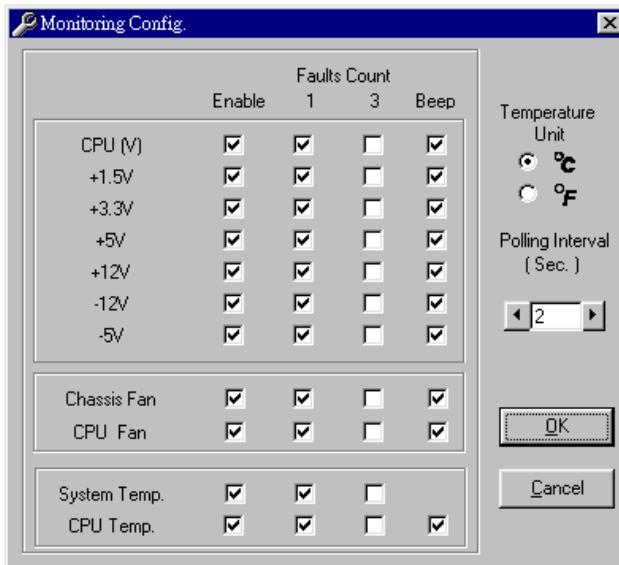 Monitoring Config.
Faults Count
Enable 1 3 Beep
CPU (V)
+1.5V
+3.3V
+5V
+12V
-12V
-5V
Chassis Fan
CPU Fan
System Temp.
CPU Temp.
Temperature
Unit
°C
°F
Polling Interval
( Sec. )
2
OK
Cancel